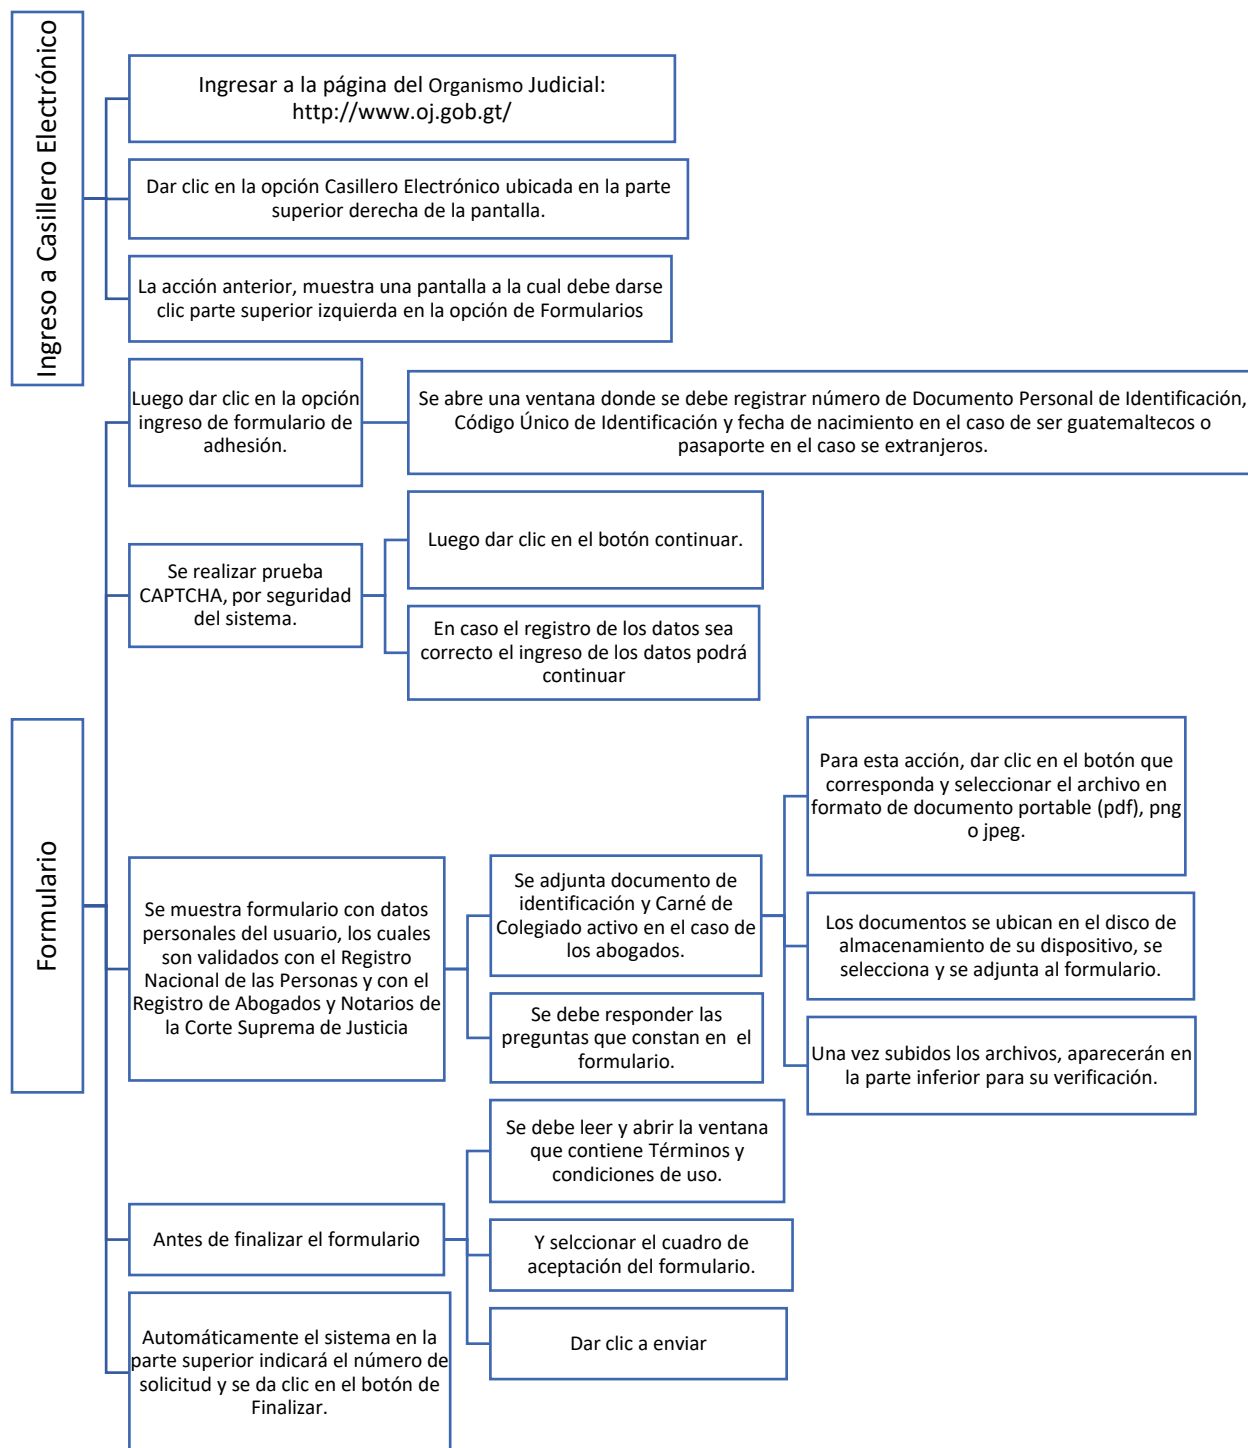 Ingreso a Casillero Electrónico
Ingresar a la página del Organismo Judicial:
http://www.oj.gob.gt/
Dar clic en la opción Casillero Electrónico ubicada en la parte
superior derecha de la pantalla.
La acción anterior, muestra una pantalla a la cual debe darse
clic parte superior izquierda en la opción de Formularios
Formulario
Luego dar clic en la opción
ingreso de formulario de
adhesión.
Se abre una ventana donde se debe registrar número de Documento Personal de Identificación,
Código Único de Identificación y fecha de nacimiento en el caso de ser guatemaltecos o
pasaporte en el caso se extranjeros.
Se realizar prueba
CAPTCHA, por seguridad
del sistema.
Luego dar clic en el botón continuar.
En caso el registro de los datos sea
correcto el ingreso de los datos podrá
continuar
Se muestra formulario con datos
personales del usuario, los cuales
son validados con el Registro
Nacional de las Personas y con el
Registro de Abogados y Notarios de
la Corte Suprema de Justicia
Se adjunta documento de
identificación y Carné de
Colegiado activo en el caso de
los abogados.
Para esta acción, dar clic en el botón que
corresponda y seleccionar el archivo en
formato de documento portable (pdf), png
o jpeg.
Los documentos se ubican en el disco de
almacenamiento de su dispositivo, se
selecciona y se adjunta al formulario.
Una vez subidos los archivos, aparecerán en
la parte inferior para su verificación.
Se debe responder las
preguntas que constan en el
formulario.
Antes de finalizar el formulario
Se debe leer y abrir la ventana
que contiene Términos y
condiciones de uso.
Y selccionar el cuadro de
aceptación del formulario.
Dar clic a enviar
Automáticamente el sistema en la
parte superior indicará el número de
solicitud y se da clic en el botón de
Finalizar.